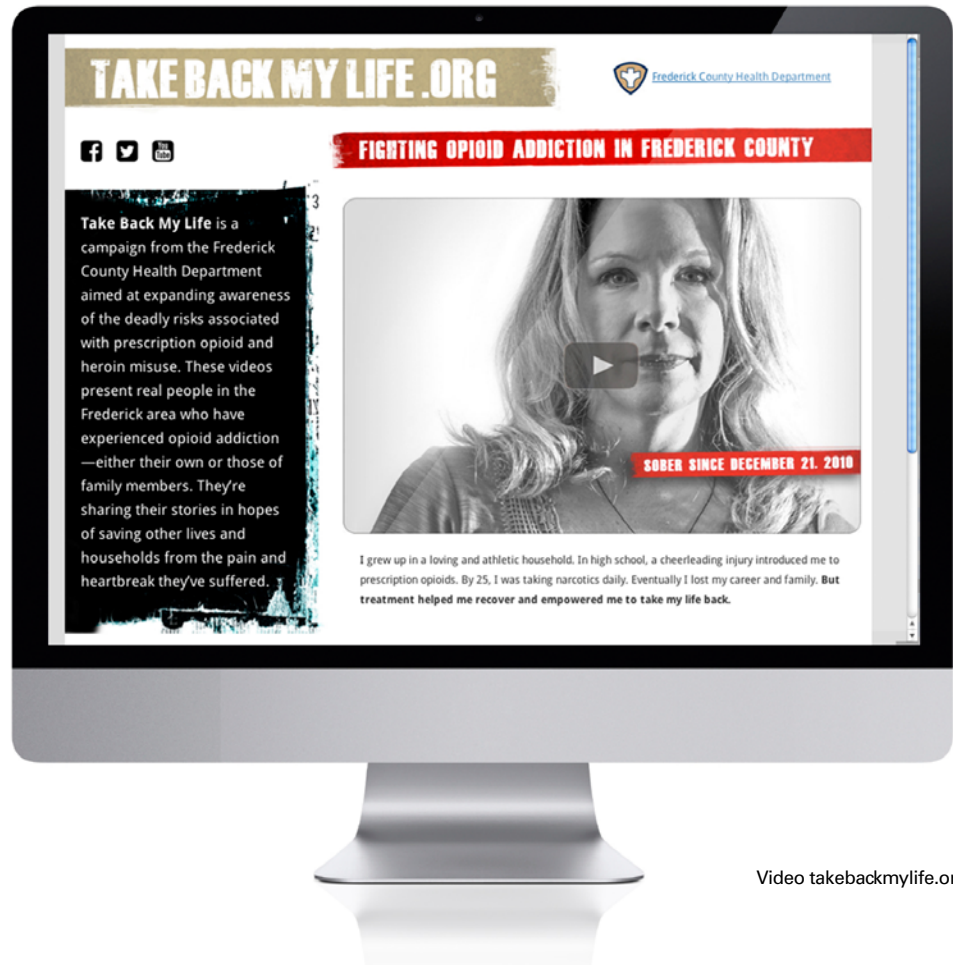 TAKE BACK MY LIFE .ORG
Frederick County Health Department
You
Tube
FIGHTING OPIOID ADDICTION IN FREDERICK COUNTY
Take Back My Life is a
campaign from the Frederick
County Health Department
aimed at expanding awareness
of the deadly risks associated
with prescription opioid and
heroin misuse. These videos
present real people in the
Frederick area who have
experienced opioid addiction
—either their own or those of
family members. They’re
sharing their stories in hopes
of saving other lives and
households from the pain and
heartbreak they’ve suffered.
SOBER SINCE DECEMBER 21. 2010
I grew up in a loving and athletic household. In high school, a cheerleading injury introduced me to
prescription opioids. By 25, I was taking narcotics daily. Eventually I lost my career and family. But
treatment helped me recover and empowered me to take my life back.
Video takebackmylife.or